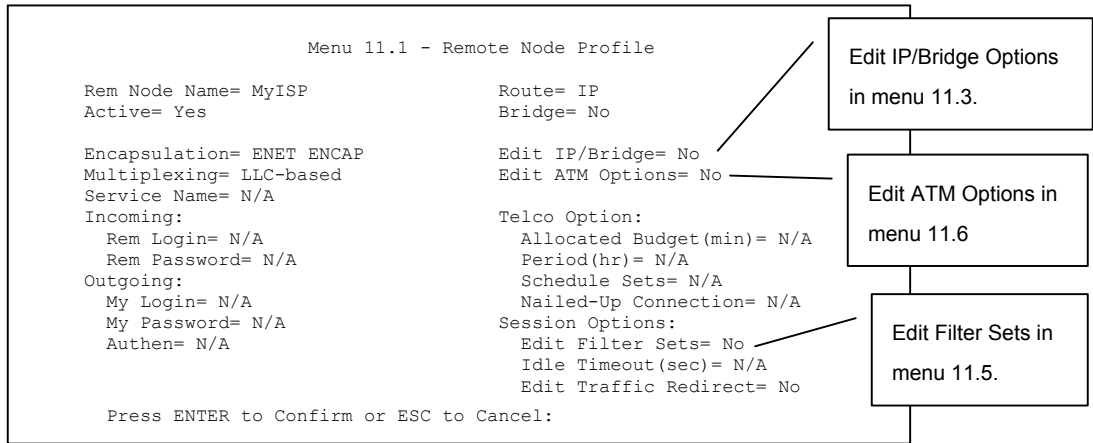 Menu 11.1 - Remote Node Profile
Rem Node Name= MyISP Route= IP
Active= Yes Bridge= No
Encapsulation= ENET ENCAP Edit IP/Bridge= No
Multiplexing= LLC-based Edit ATM Options= No
Service Name= N/A
Incoming: Telco Option:
Rem Login= N/A Allocated Budget(min)= N/A
Rem Password= N/A Period(hr)= N/A
Outgoing: Schedule Sets= N/A
My Login= N/A Nailed-Up Connection= N/A
My Password= N/A Session Options:
Authen= N/A Edit Filter Sets= No
Idle Timeout(sec)= N/A
Edit Traffic Redirect= No
Press ENTER to Confirm or ESC to Cancel:
Edit IP/Bridge Options
in menu 11.3.
Edit ATM Options in
menu 11.6
Edit Filter Sets in
menu 11.5.